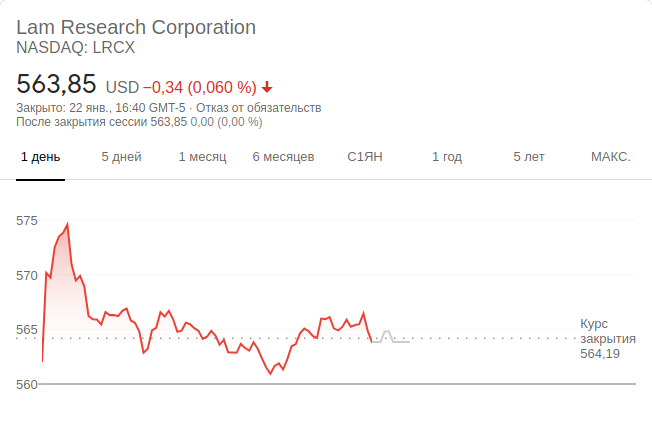 Lam Research Corporation
NASDAQ: LRCX
563,85 USD −0,34 (0,060 %)
Закрыто: 22 янв., 16:40 GMT-5 · Отказ от обязательств
После закрытия сессии 563,85 0,00 (0,00 %)
1 день 5 дней 1 месяц 6 месяцев С1ЯН 1 год 5 лет МАКС.
575
570
565
Курс
закрытия
564,19
560